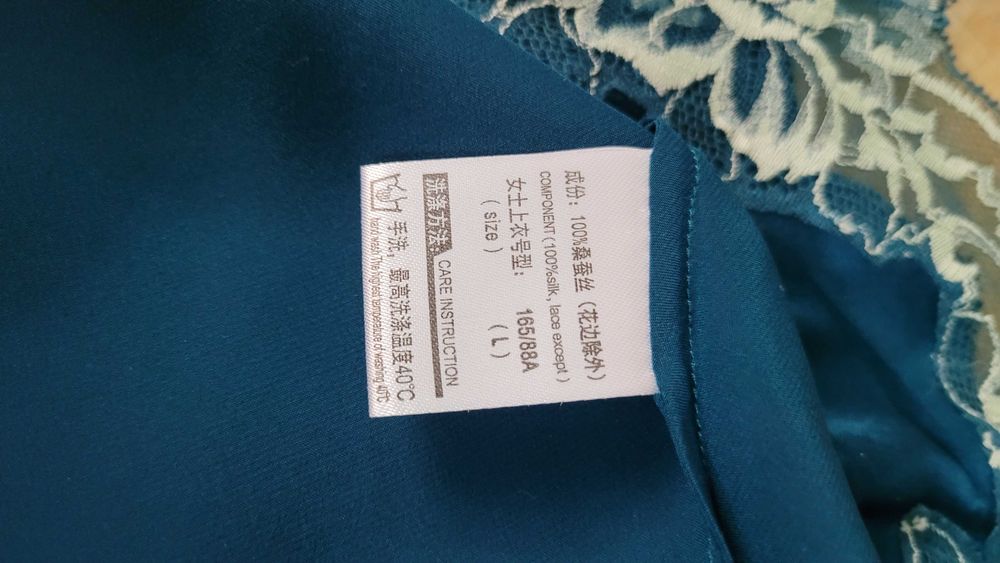 成份：100%桑蚕丝（花边除外）
COMPONENT（100%silk, lace except）
女士上衣号型：165/88A
（size）（L）
洗涤方法 CARE INSTRUCTION
手洗，最高洗涤温度40℃
hand wash,The highest temperature of washing 40℃